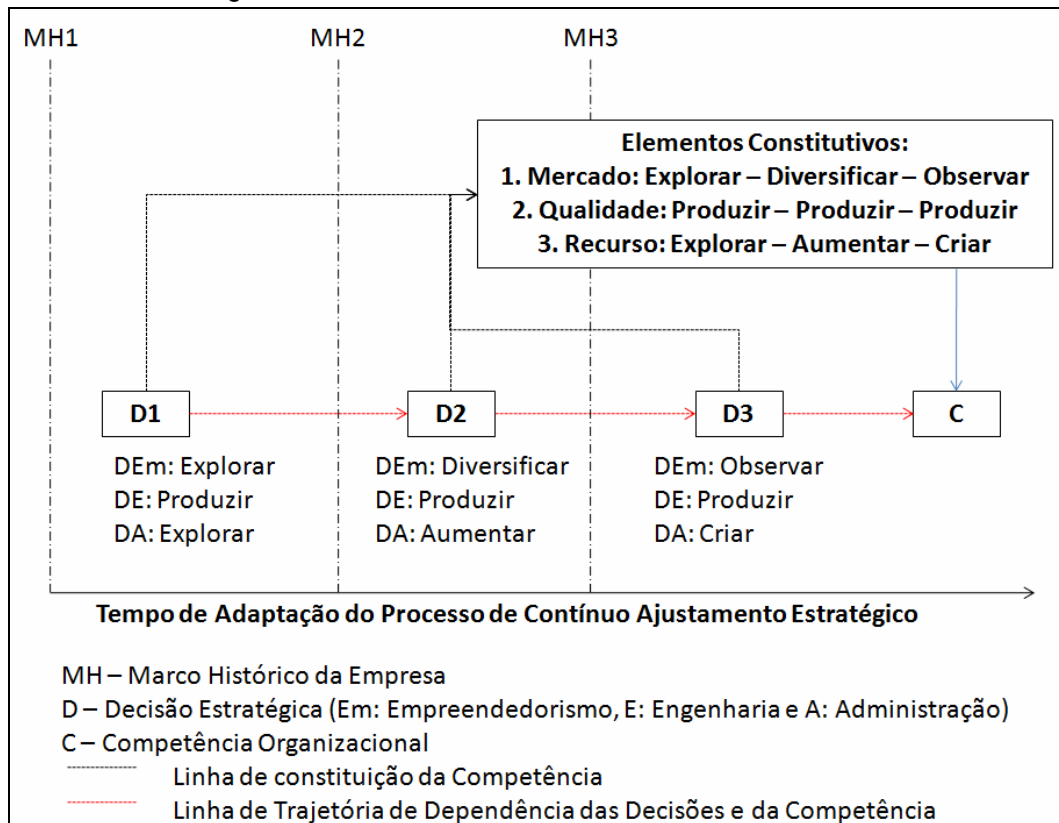 MH1 MH2 MH3
Elementos Constitutivos:
1. Mercado: Explorar – Diversificar – Observar
2. Qualidade: Produzir – Produzir – Produzir
3. Recurso: Explorar – Aumentar – Criar
D1 D2 D3 C
DEm: Explorar
DE: Produzir
DA: Explorar
DEm: Diversificar
DE: Produzir
DA: Aumentar
DEm: Observar
DE: Produzir
DA: Criar
Tempo de Adaptação do Processo de Contínuo Ajustamento Estratégico
MH – Marco Histórico da Empresa
D – Decisão Estratégica (Em: Empreendedorismo, E: Engenharia e A: Administração)
C – Competência Organizacional
Linha de constituição da Competência
Linha de Trajetória de Dependência das Decisões e da Competência